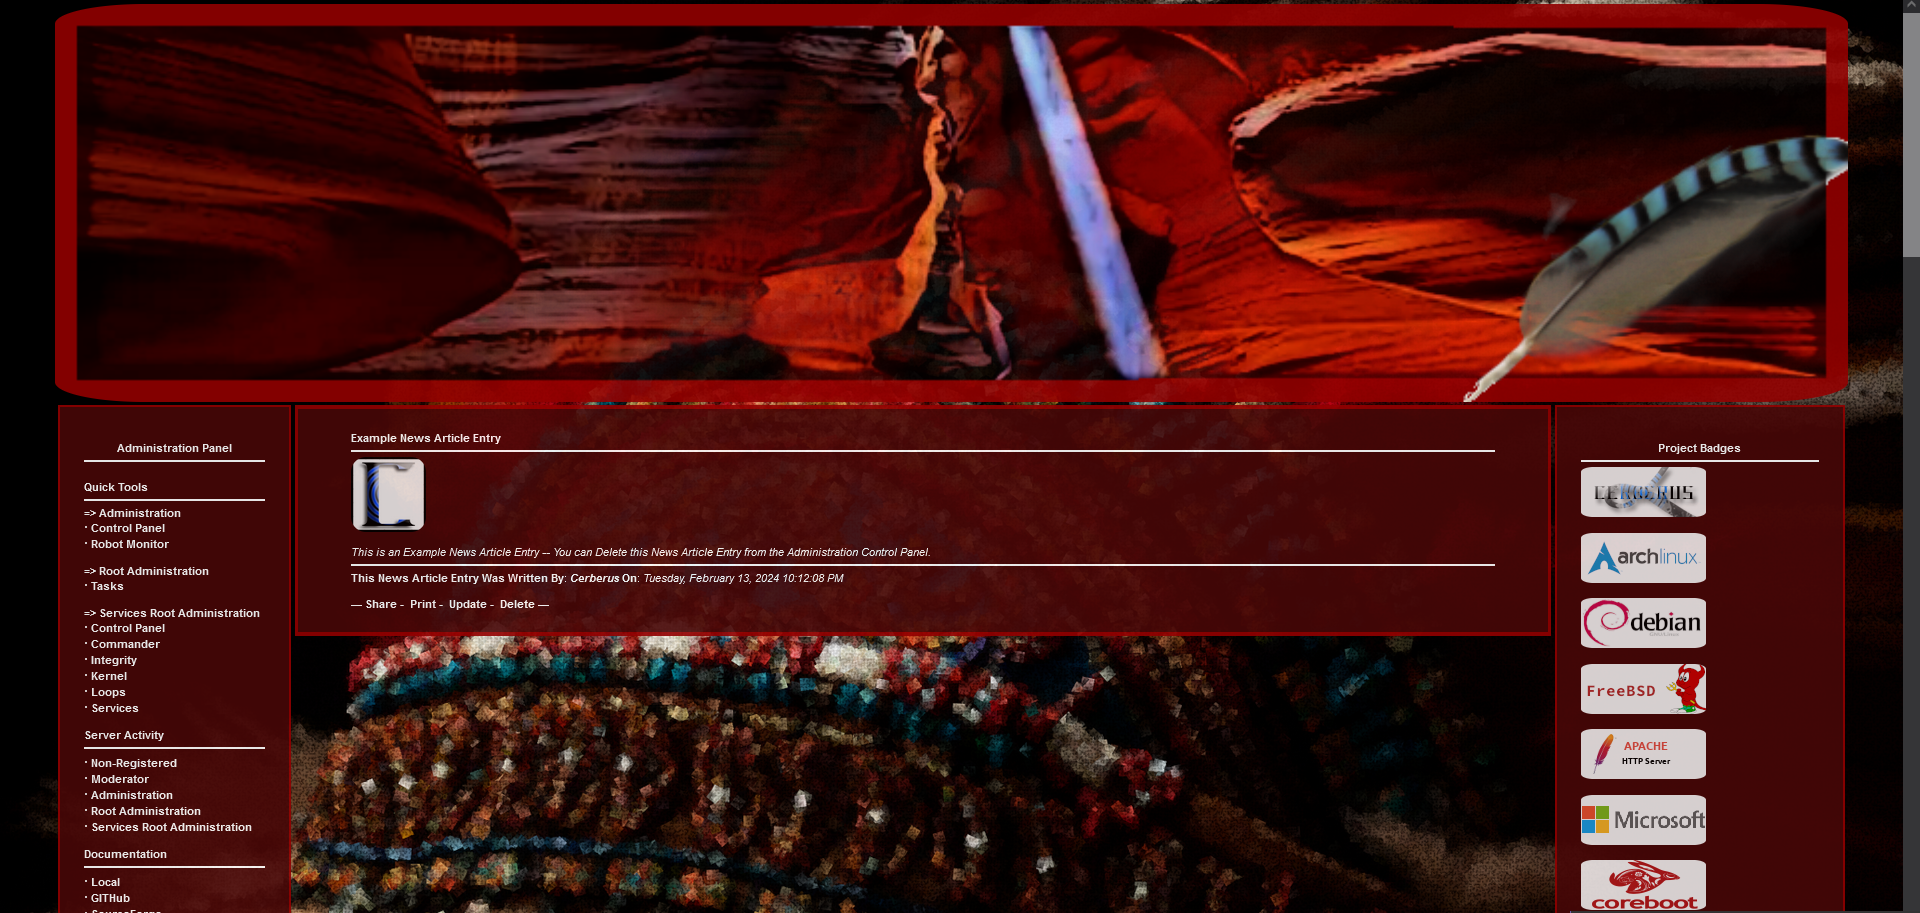 Administration Panel
Quick Tools
=> Administration
· Control Panel
· Robot Monitor
=> Root Administration
· Tasks
=> Services Root Administration
· Control Panel
· Commander
· Integrity
· Kernel
· Loops
· Services
Server Activity
· Non-Registered
· Moderator
· Administration
· Root Administration
· Services Root Administration
Documentation
· Local
· GITHub
· SourceForge
Example News Article Entry
This is an Example News Article Entry -- You can Delete this News Article Entry from the Administration Control Panel.
This News Article Entry Was Written By: Cerberus On: Tuesday, February 13, 2024 10:12:08 PM
— Share - Print - Update - Delete —
Project Badges
CERBERUS
archlinux
debian
FreeBSD
APACHE
HTTP Server
Microsoft
coreboot